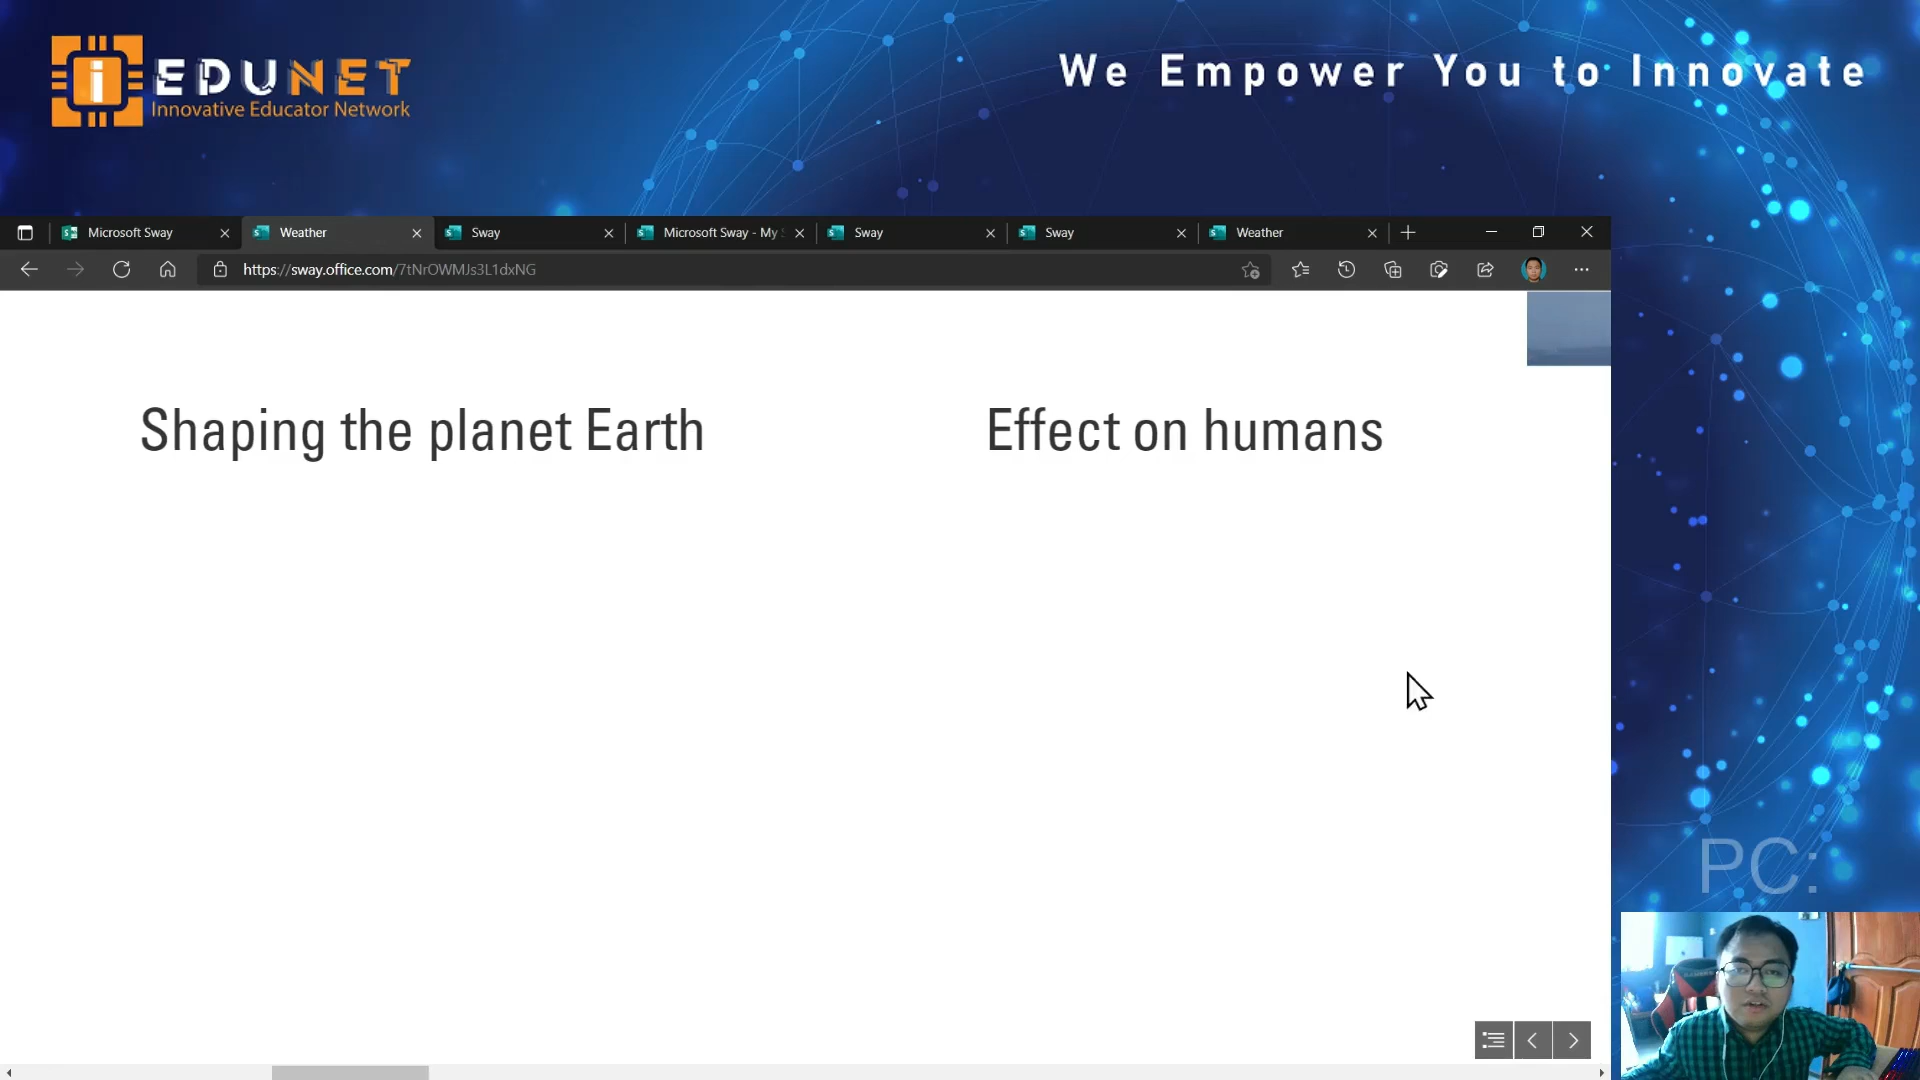 i EDUNET
Innovative Educator Network
We Empower You to Innovate
Microsoft Sway
Weather
Sway
Microsoft Sway - My
Sway
Sway
Weather
https://sway.office.com/7tNrOWMJs3L1dxNG
Shaping the planet Earth
Effect on humans
PC: